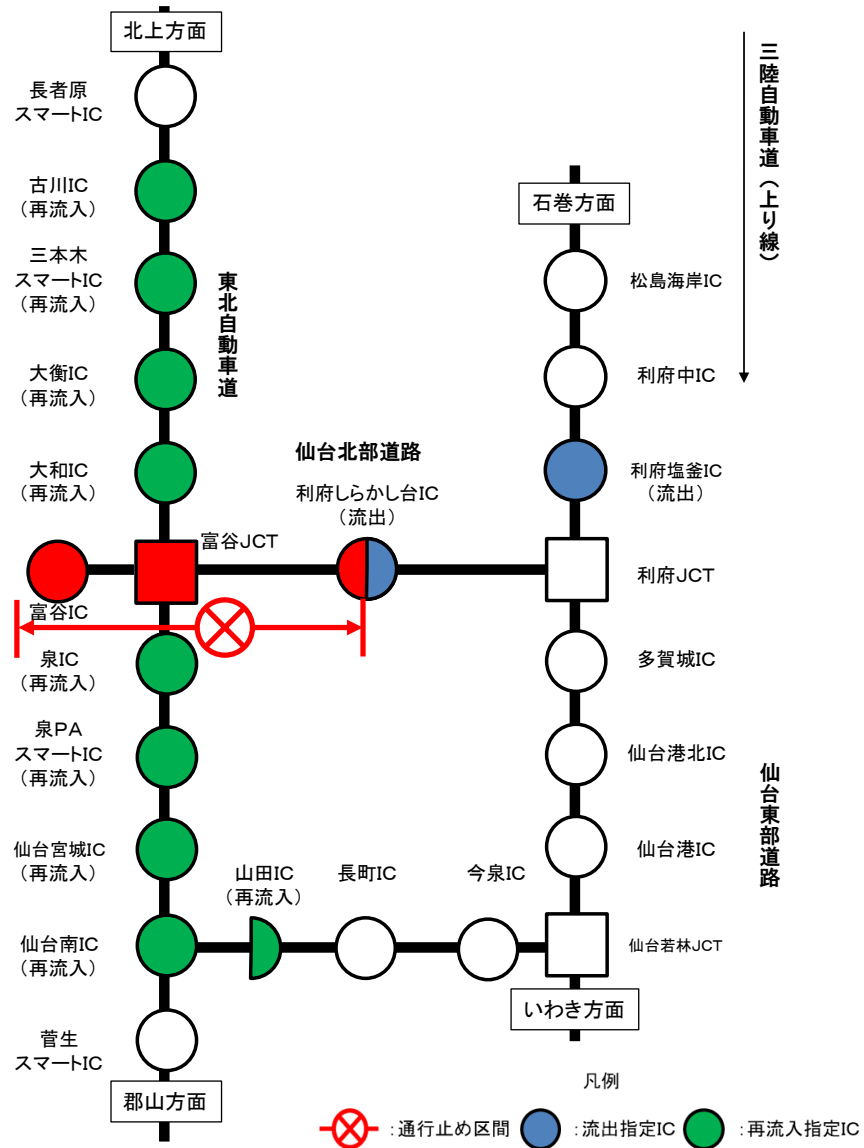 北上方面
長者原
スマートIC
古川IC
(再流入)
三本木
スマートIC
(再流入)
大衡IC
(再流入)
大和IC
(再流入)
東北自動車道
富谷JCT
富谷IC
泉IC
(再流入)
泉PA
スマートIC
(再流入)
仙台宮城IC
(再流入)
仙台南IC
(再流入)
菅生
スマートIC
郡山方面
仙台北部道路
利府しらかし台IC
(流出)
山田IC
(再流入)
長町IC
今泉IC
三陸自動車道(上り線)
石巻方面
松島海岸IC
利府中IC
利府塩釜IC
(流出)
利府JCT
多賀城IC
仙台港北IC
仙台港IC
仙台若林JCT
いわき方面
仙台東部道路
凡例
:通行止め区間
:流出指定IC
:再流入指定IC